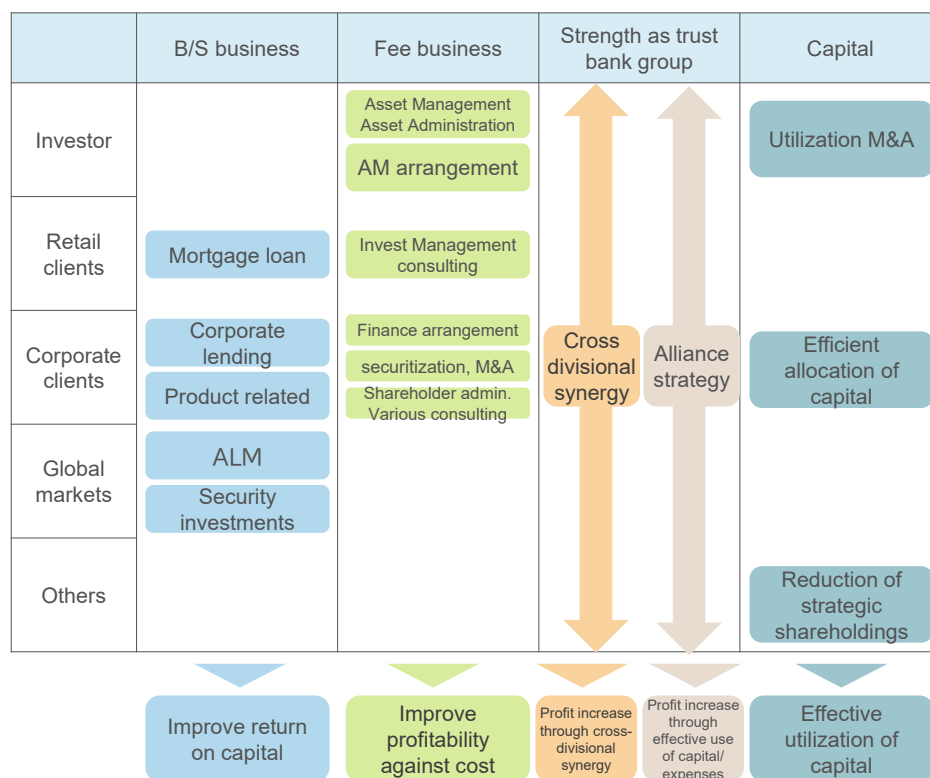 B/S business
Fee business
Strength as trust
bank group
Capital
Investor
Asset Management
Asset Administration
AM arrangement
Utilization M&A
Retail
clients
Mortgage loan
Invest Management
consulting
Corporate
clients
Corporate
lending
Product related
Finance arrangement
securitization, M&A
Shareholder admin.
Various consulting
Cross
divisional
synergy
Alliance
strategy
Efficient
allocation of
capital
Global
markets
ALM
Security
investments
Others
Reduction of
strategic
shareholdings
Improve return
on capital
Improve
profitability
against cost
Profit increase
through cross-
divisional
synergy
Profit increase
through
effective use
of capital/
expenses
Effective
utilization of
capital